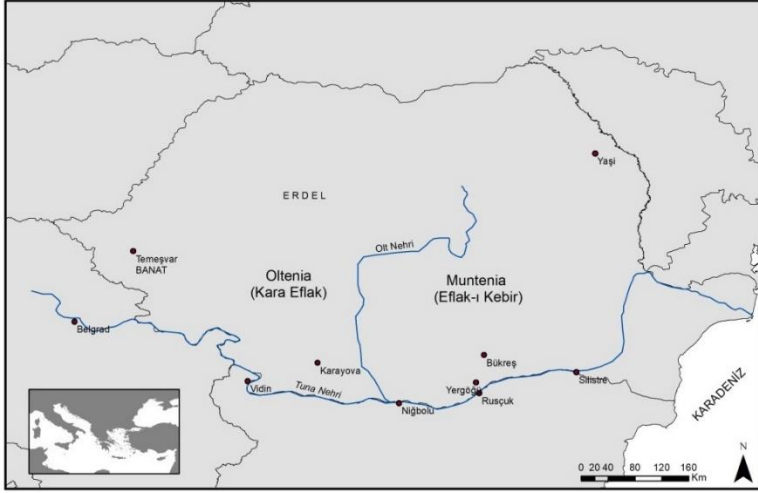 Yaşi
ERDEL
Olt Nehri
Temeşvar
BANAT
Oltenia
(Kara Eflak)
Muntenia
(Eflak-ı Kebir)
Belgrad
Karayova
Bükreş
Vidin
Tuna Nehri
Yergöğü
Silistre
Niğbolu
Rusçuk
KARADENİZ
N
0 20 40 80 120 160
Km